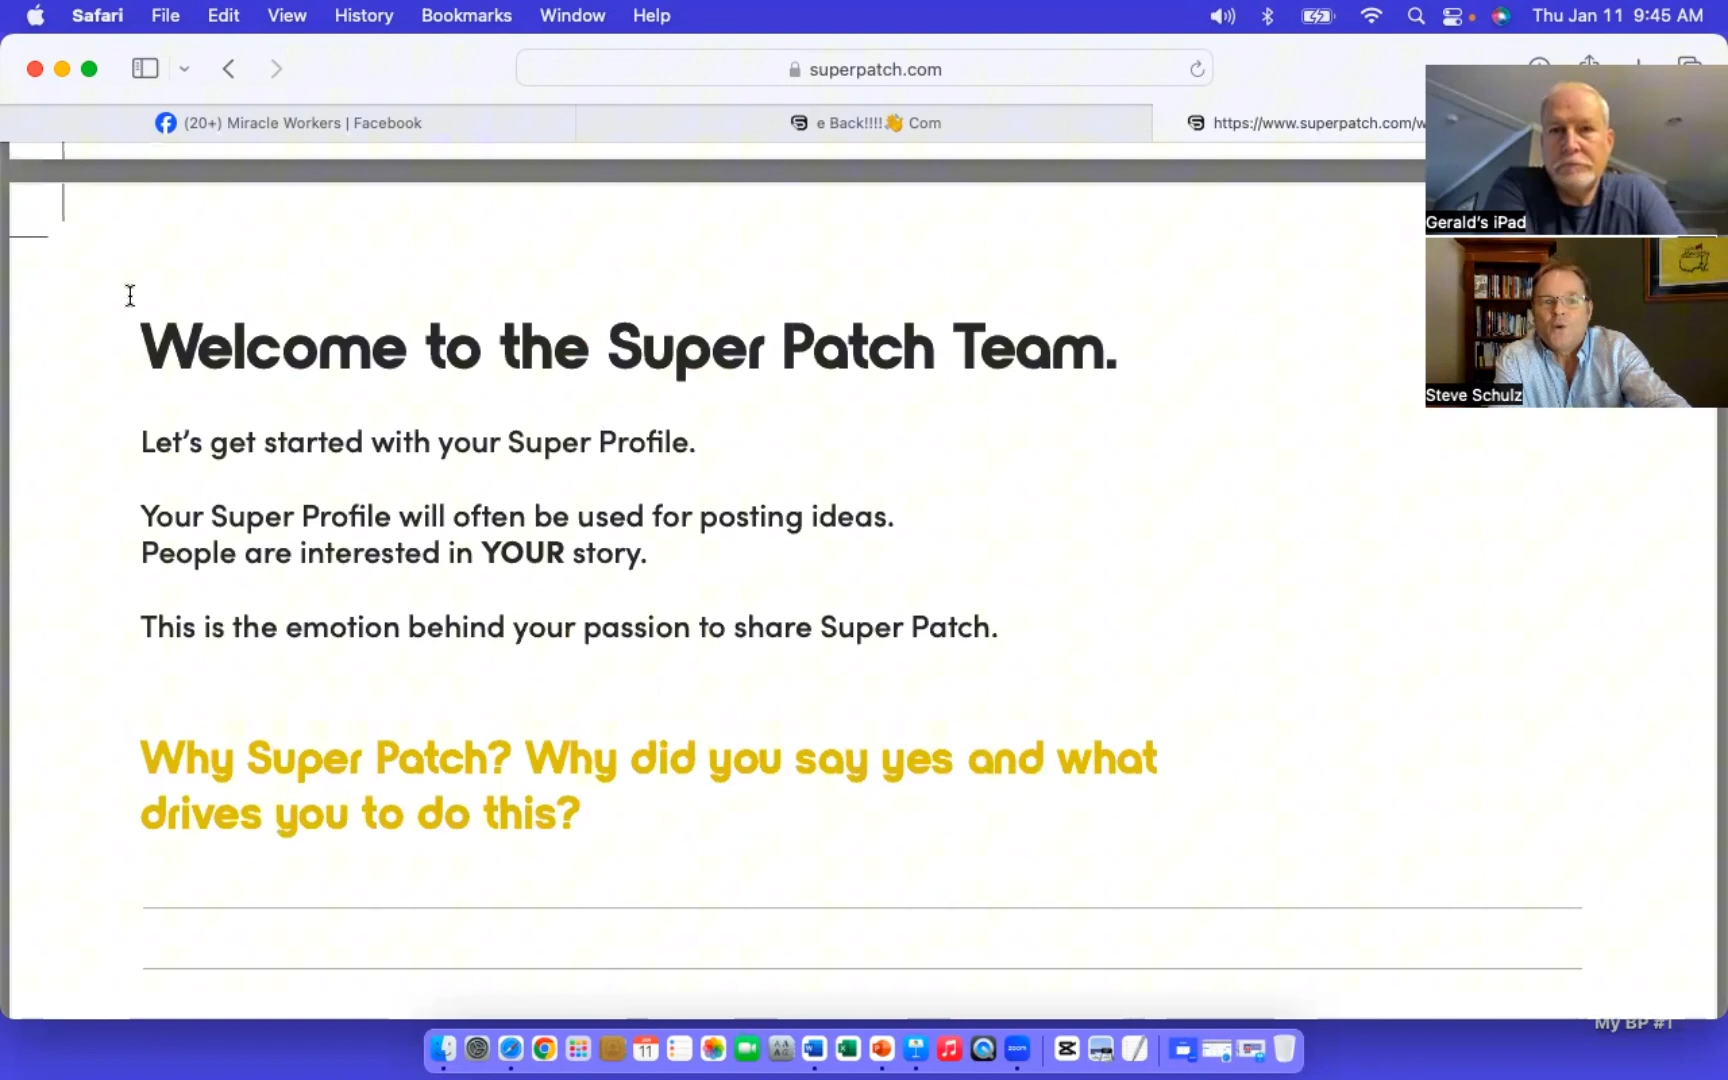 Safari File Edit View History Bookmarks Window Help Thu Jan 11 9:45 AM
superpatch.com
(20+) Miracle Workers | Facebook
e Back!!!!👋 Com
https://www.superpatch.com/w
Gerald's iPad
Steve Schulz
Welcome to the Super Patch Team.
Let's get started with your Super Profile.
Your Super Profile will often be used for posting ideas.
People are interested in YOUR story.
This is the emotion behind your passion to share Super Patch.
Why Super Patch? Why did you say yes and what
drives you to do this?
My BP #1
11
zoom